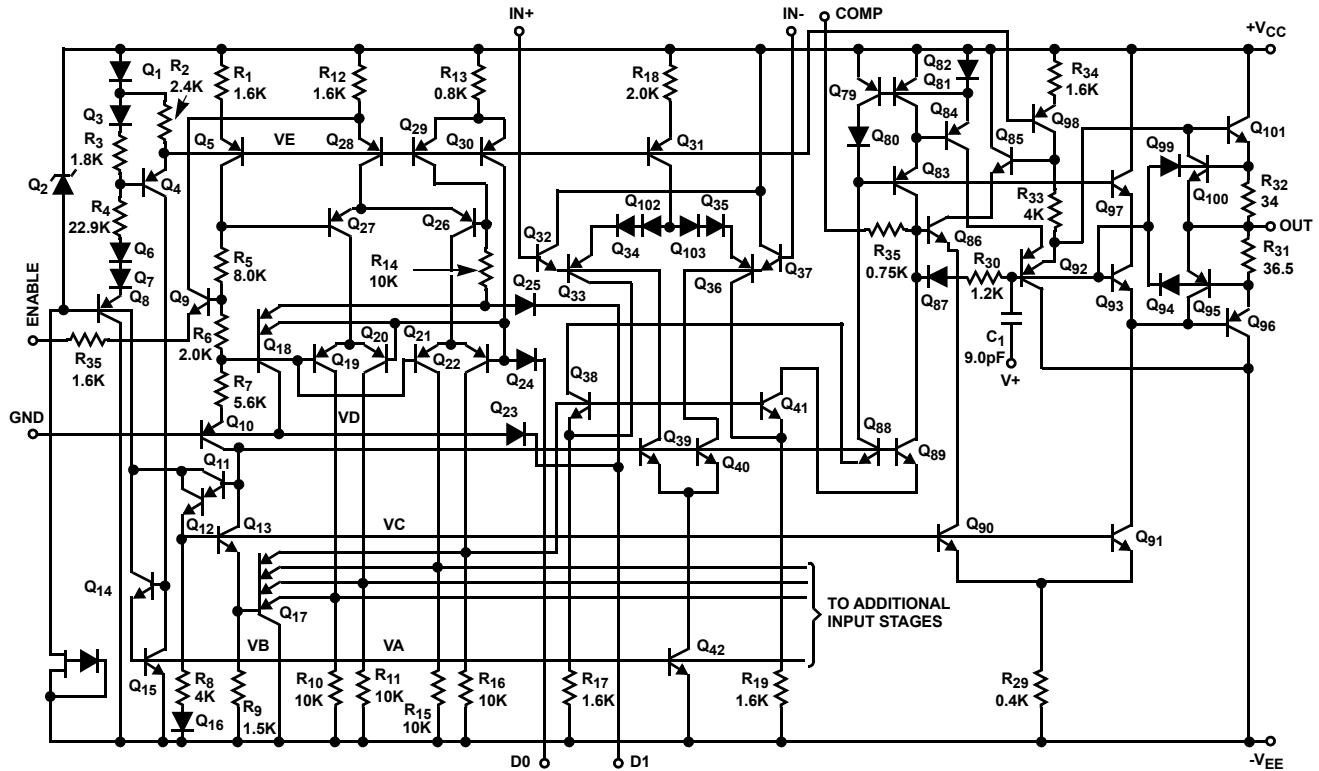 IN+
IN-
COMP
+VCC
Q1
R2
2.4K
R1
1.6K
R12
1.6K
R13
0.8K
R18
2.0K
Q82
Q81
R34
1.6K
Q79
Q3
R3
1.8K
Q5
VE
Q28
Q29
Q30
Q31
Q80
Q84
Q85
Q98
Q101
Q2
Q4
R4
22.9K
Q83
Q99
Q100
R32
34
Q6
Q7
Q8
Q27
Q26
Q32
Q102
Q35
Q34
Q103
R33
4K
Q97
OUT
R5
8.0K
R14
10K
Q33
Q36
Q37
R35
0.75K
Q86
R30
1.2K
Q92
R31
36.5
ENABLE
Q9
Q25
Q87
Q93
Q94
Q95
Q96
R35
1.6K
R6
2.0K
Q18
Q19
Q20
Q21
Q22
Q24
C1
9.0pF
V+
R7
5.6K
Q38
Q41
GND
Q10
VD
Q23
Q39
Q40
Q88
Q89
Q11
Q12
Q13
VC
Q90
Q91
Q14
Q17
TO ADDITIONAL
INPUT STAGES
VB
VA
Q42
Q15
R8
4K
Q16
R9
1.5K
R10
10K
R11
10K
R15
10K
R16
10K
R17
1.6K
R19
1.6K
R29
0.4K
D0
D1
-VEE